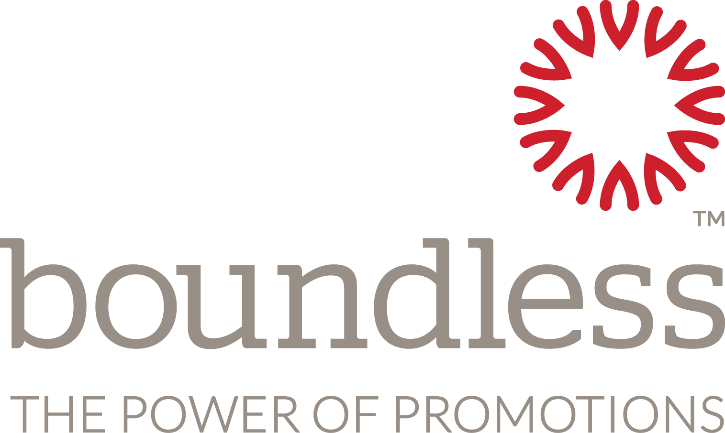 TM
boundless
THE POWER OF PROMOTIONS